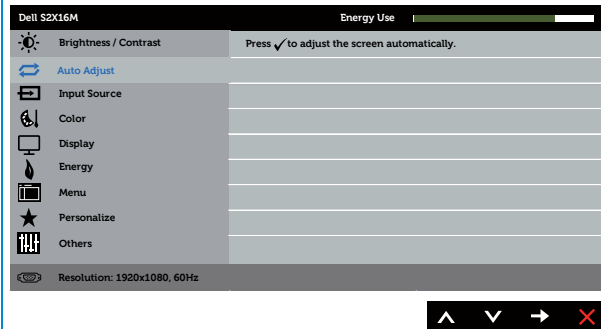 Dell S2X16M Energy Use
Brightness / Contrast Press ✓to adjust the screen automatically.
Auto Adjust
Input Source
Color
Display
Energy
Menu
Personalize
Others
Resolution: 1920x1080, 60Hz